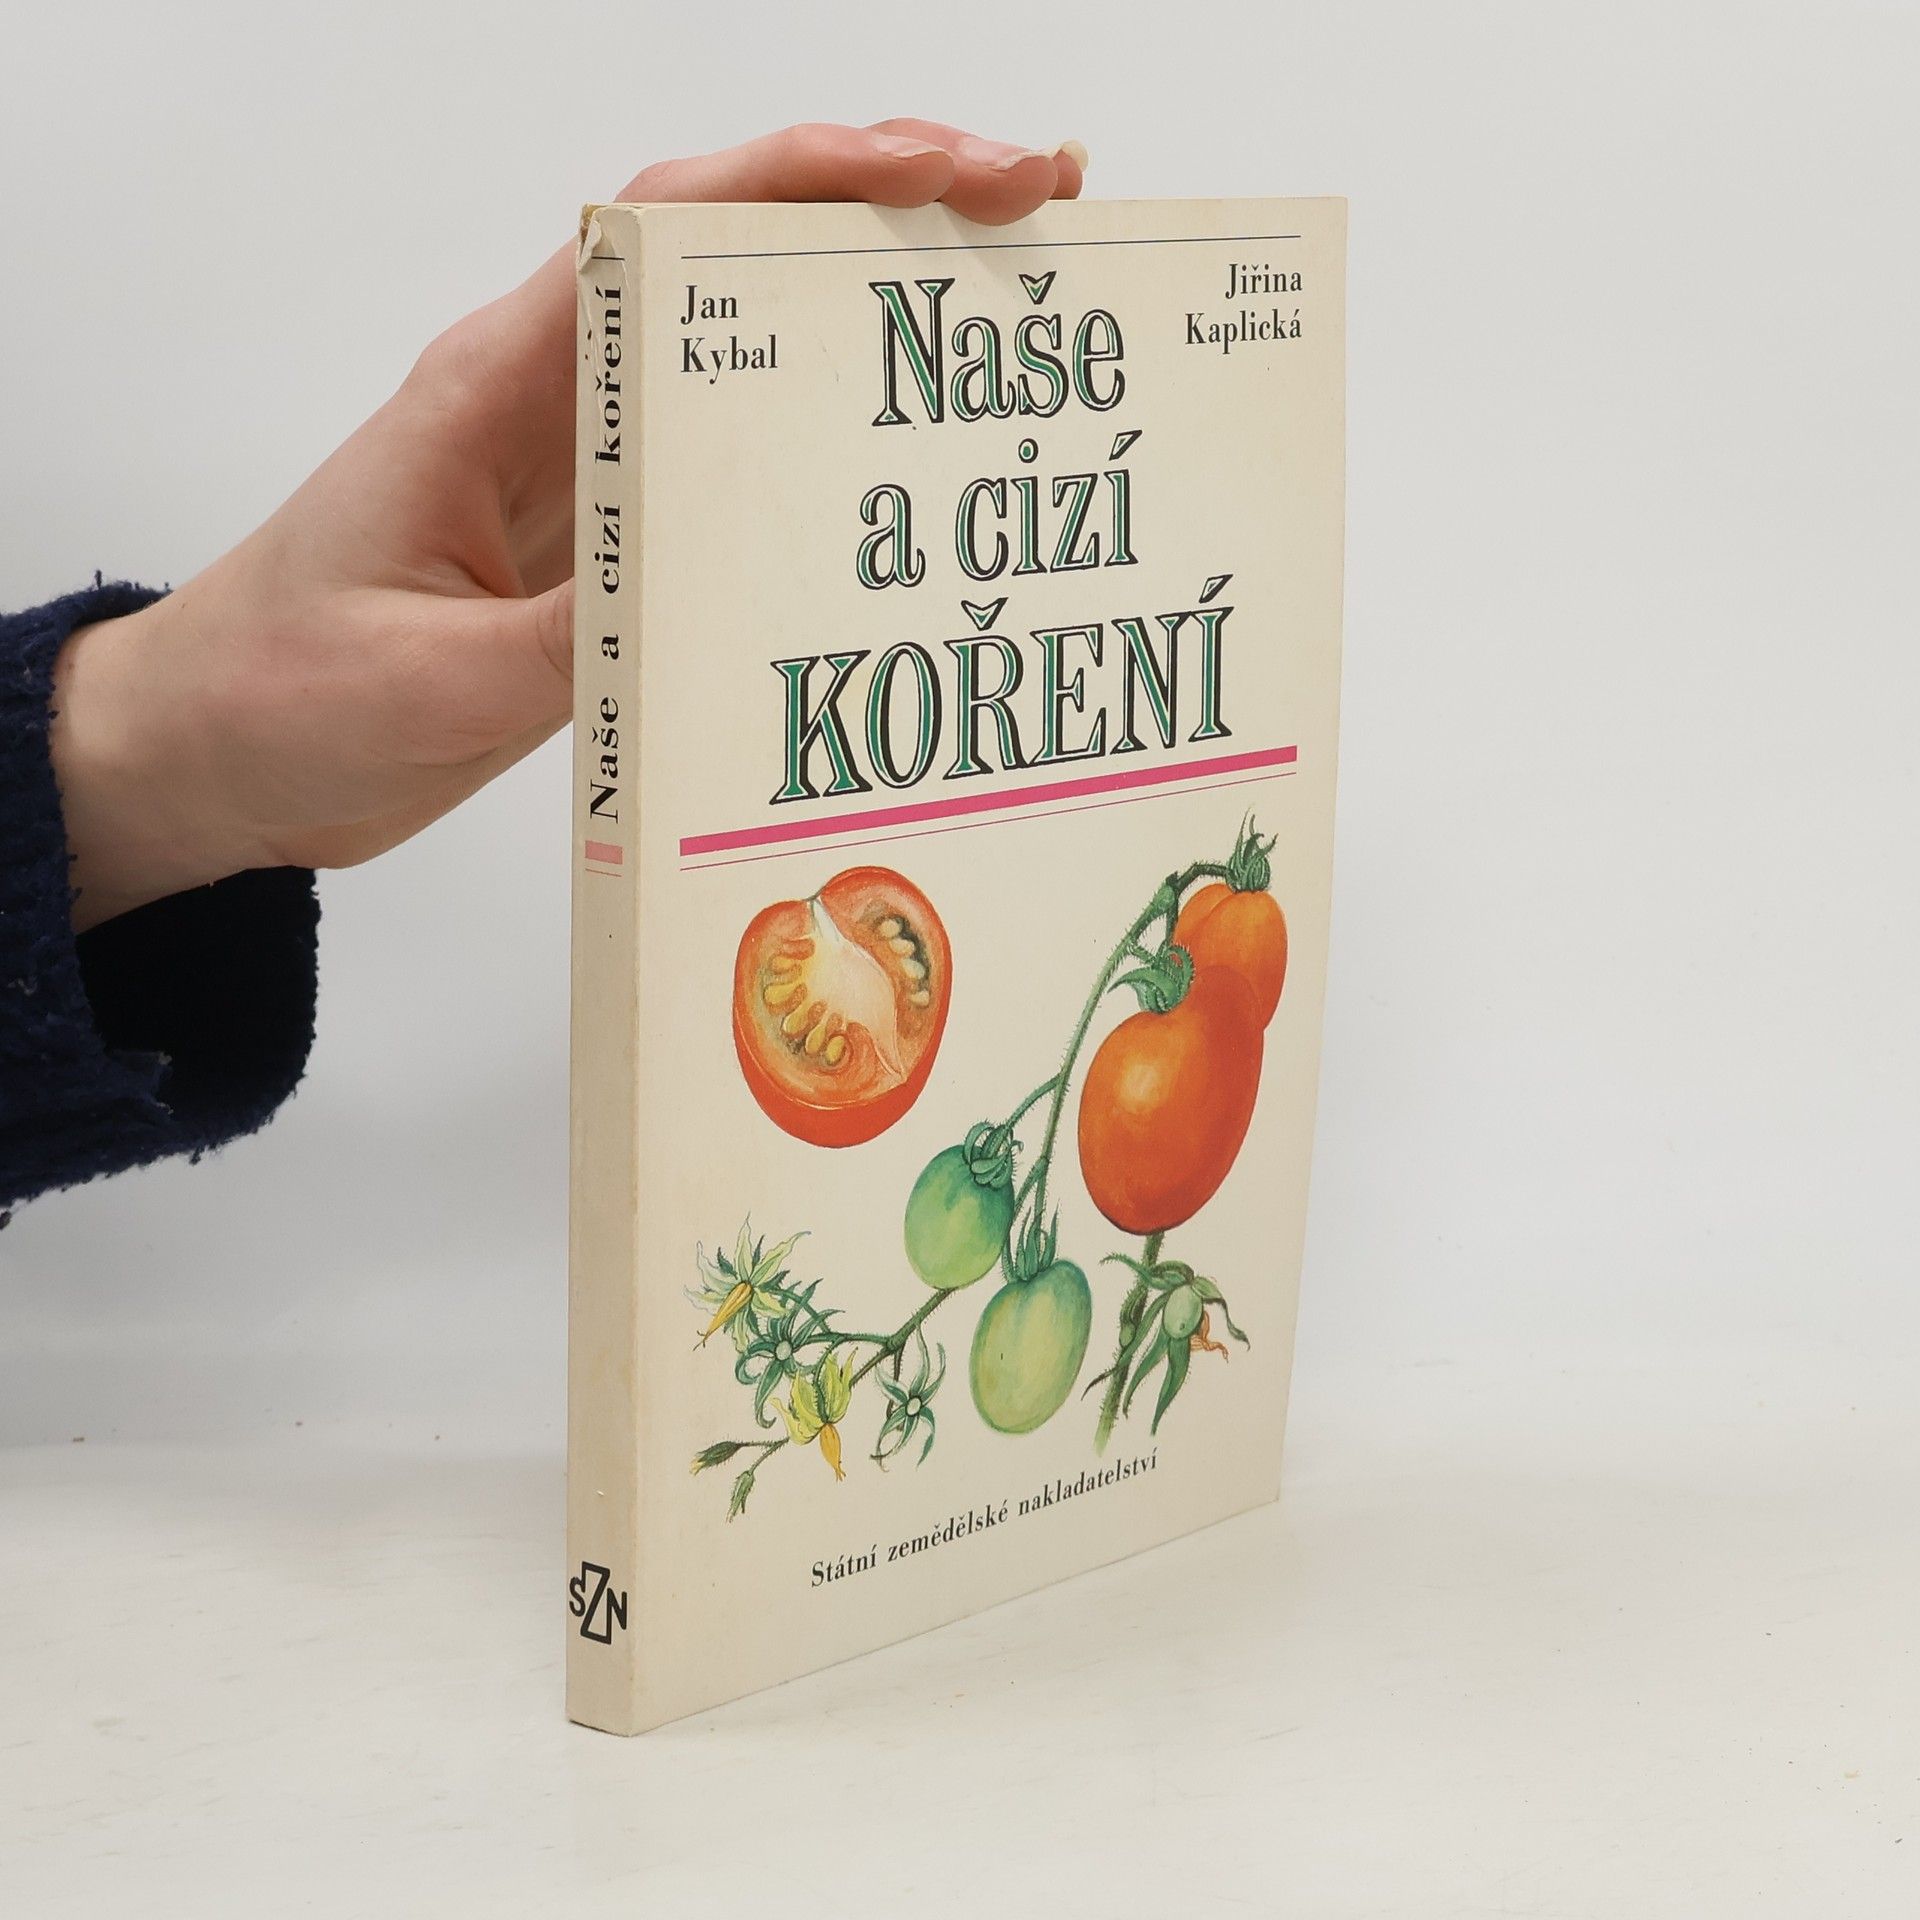 Jan
Kybal
Jiřina
Kaplická
Naše
a cizí
KOŘENÍ
Státní zemědělské nakladatelství
Naše a cizí koření
SZN